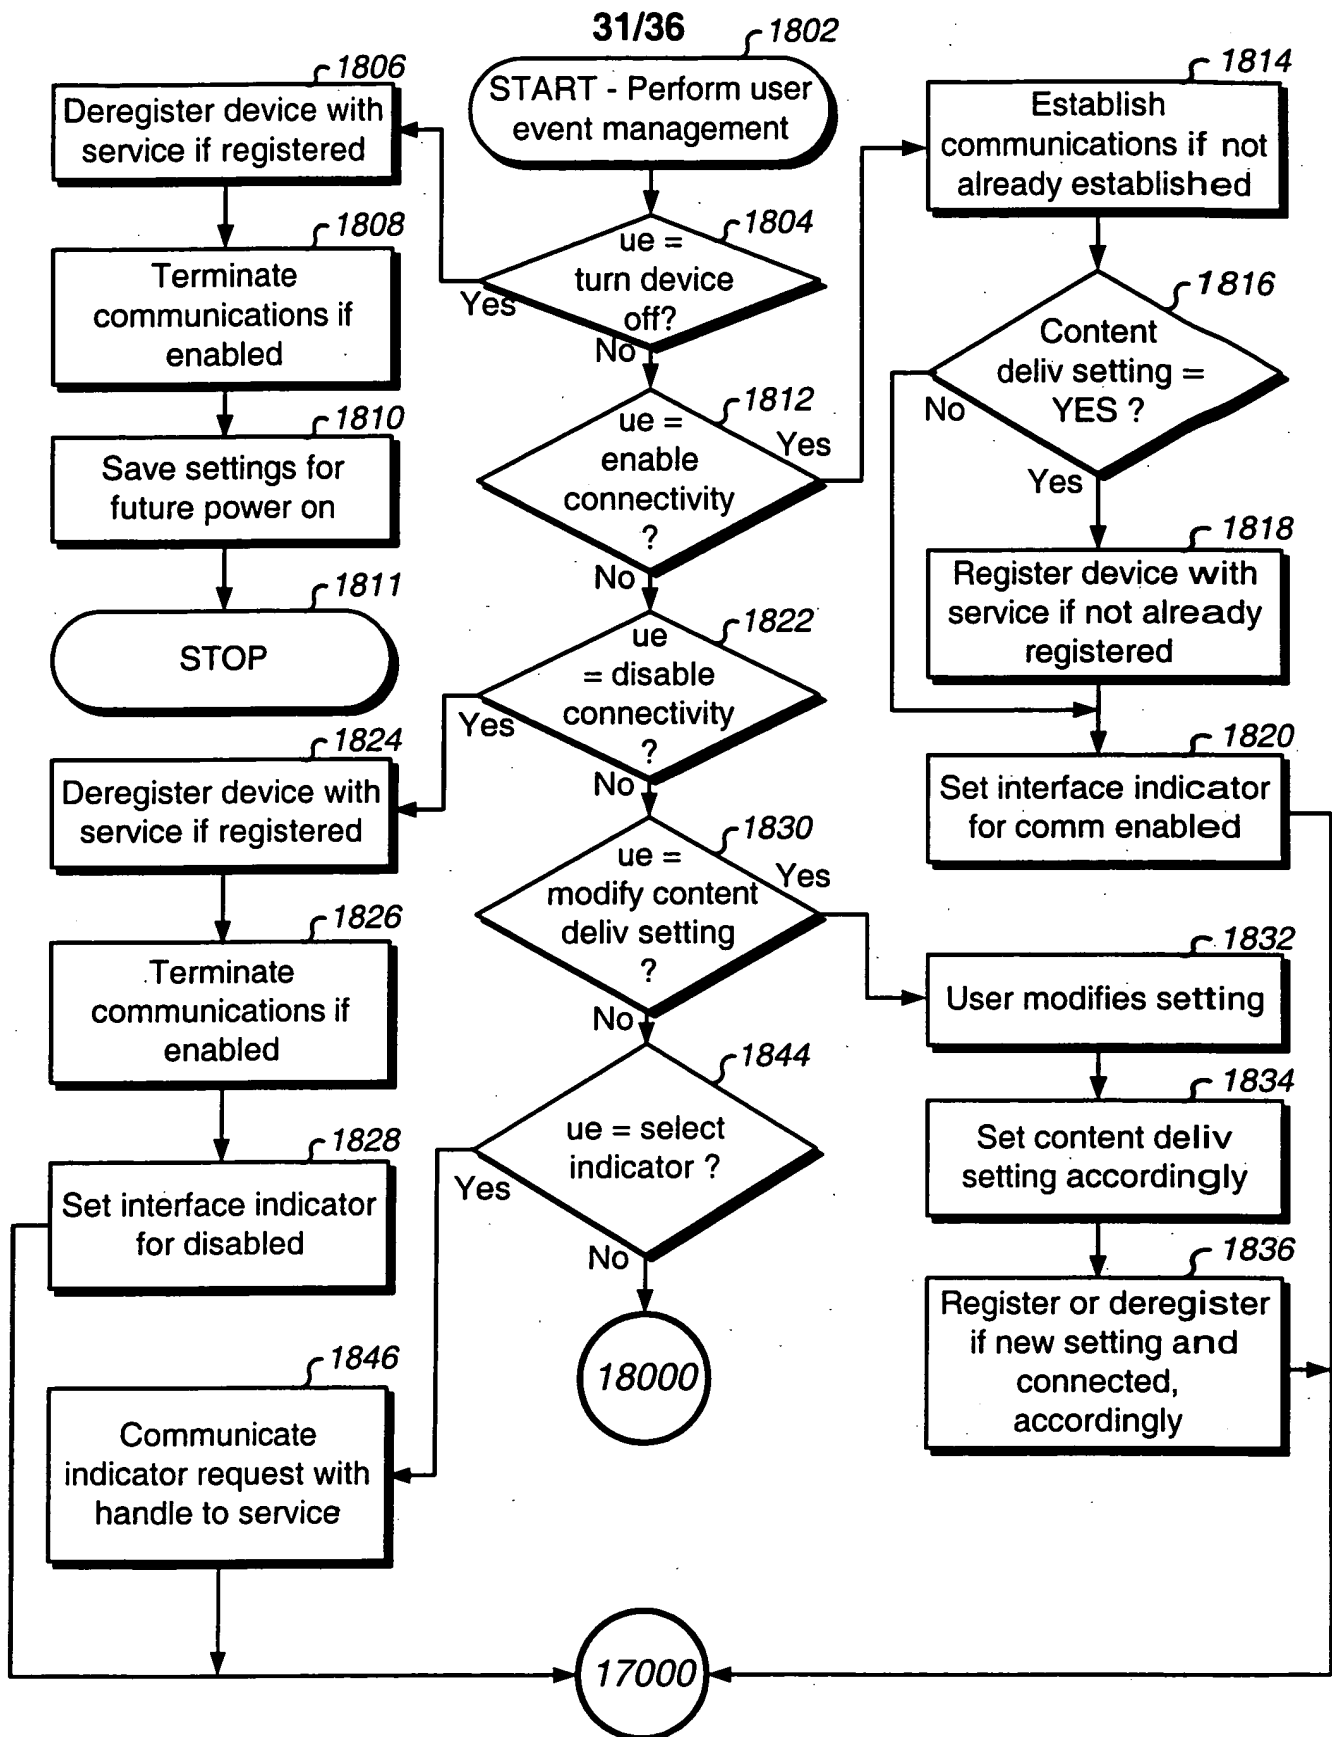 31/36
1802
START - Perform user
event management
1804
ue =
turn device
off?
Yes
No
1806
Deregister device with
service if registered
1808
Terminate
communications if
enabled
1810
Save settings for
future power on
1811
STOP
1812
ue =
enable
connectivity
?
Yes
No
1814
Establish
communications if not
already established
1816
Content
deliv setting =
YES ?
No
Yes
1818
Register device with
service if not already
registered
1820
Set interface indicator
for comm enabled
1822
ue
= disable
connectivity
?
Yes
No
1824
Deregister device with
service if registered
1826
Terminate
communications if
enabled
1828
Set interface indicator
for disabled
1830
ue =
modify content
deliv setting
?
Yes
No
1832
User modifies setting
1834
Set content deliv
setting accordingly
1836
Register or deregister
if new setting and
connected,
accordingly
1844
ue = select
indicator ?
Yes
No
1846
Communicate
indicator request with
handle to service
18000
17000